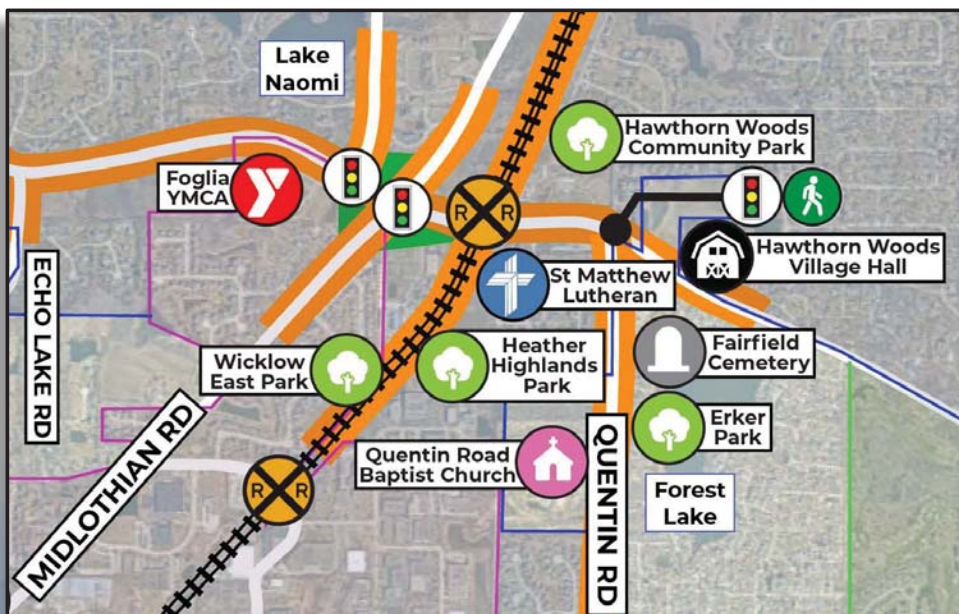 Lake
Naomi
Hawthorn Woods
Community Park
Foglia
YMCA
R R
Hawthorn Woods
Village Hall
St Matthew
Lutheran
ECHO LAKE RD
Wicklow
East Park
Heather
Highlands
Park
Fairfield
Cemetery
MIDLOTHIAN RD
Erker
Park
Quentin Road
Baptist Church
QUENTIN RD
R R
Forest
Lake